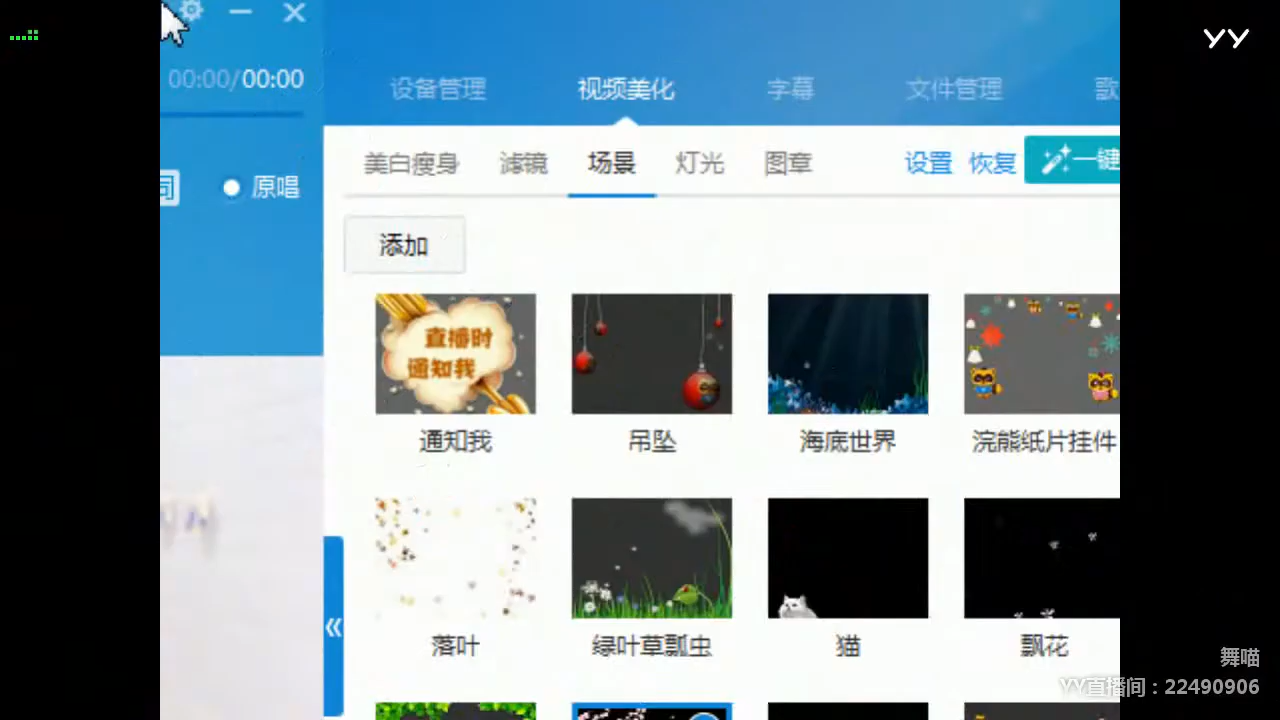 YY
00:00/00:00
设备管理 视频美化 字幕 文件管理 歌
美白瘦身 滤镜 场景 灯光 图章 设置 恢复 一键
词 原唱
添加
直播时
通知我
通知我 吊坠 海底世界 浣熊纸片挂件
落叶 绿叶草瓢虫 猫 飘花
舞喵
YY直播间：22490906